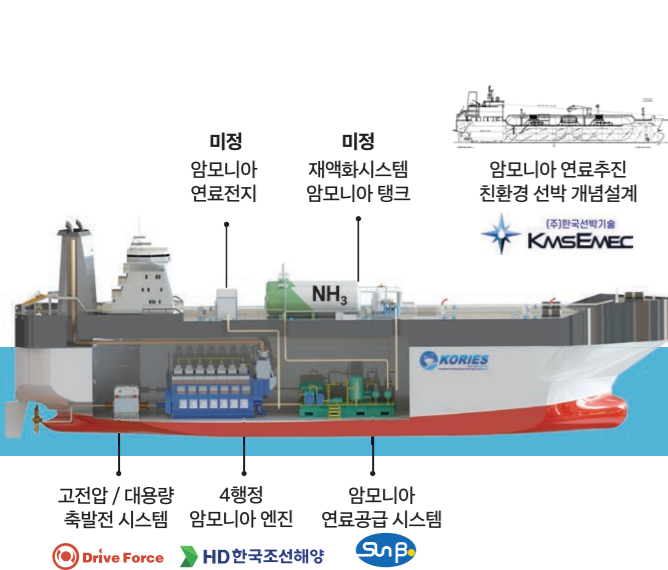 미정
암모니아
연료전지
미정
재액화시스템
암모니아 탱크
암모니아 연료추진
친환경 선박 개념설계
(주)한국선박기술
KMSEMEC
NH3
KORIES
고전압 / 대용량
축발전 시스템
Drive Force
4행정
암모니아 엔진
HD한국조선해양
암모니아
연료공급 시스템